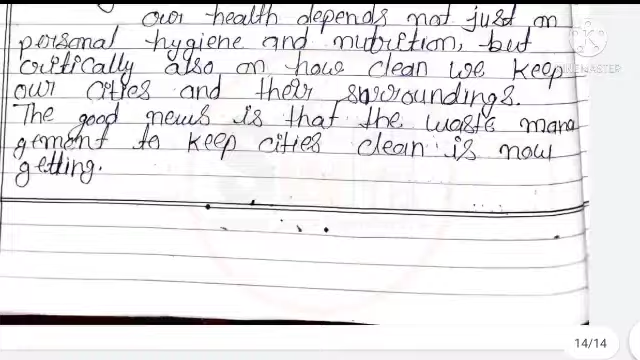 our health depends not just on
personal hygiene and nutrition, but
critically also on how clean we keep
our cities and their surroundings.
The good news is that the waste mana
gement to keep cities clean is now
getting.
KINEMASTER
14/14